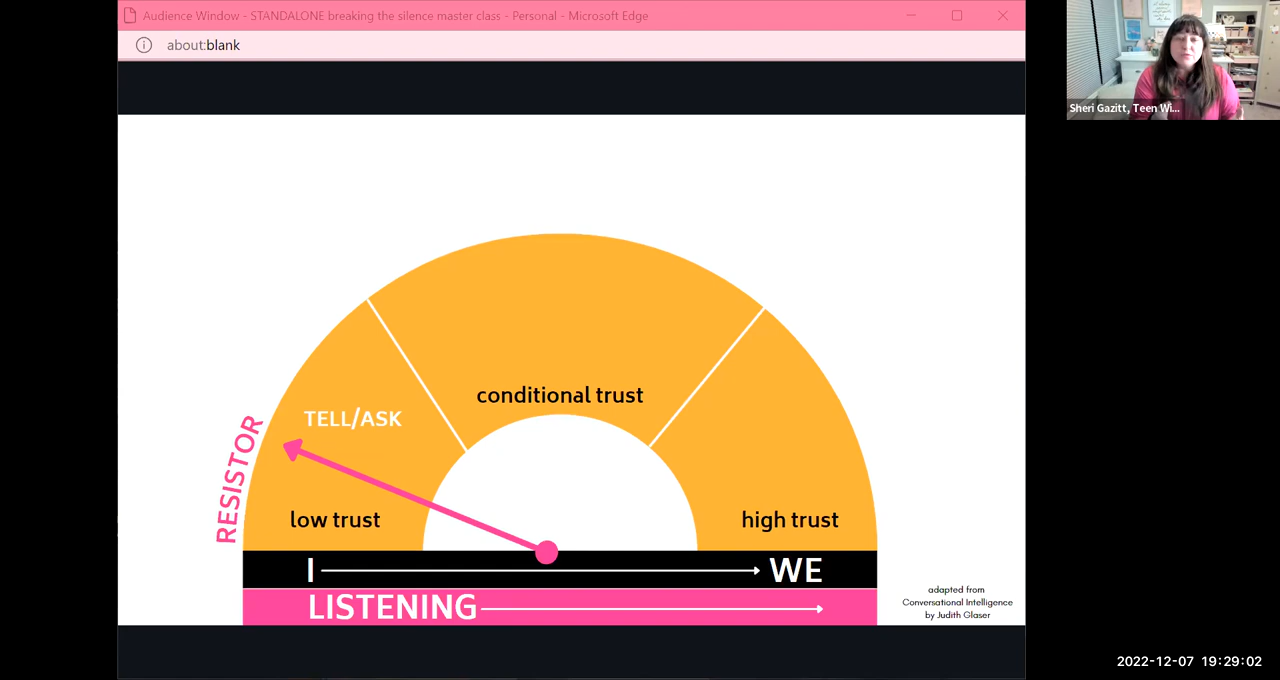 Audience Window - STANDALONE breaking the silence master class - Personal - Microsoft Edge
about:blank
Sheri Gazitt, Teen Wi...
conditional trust
TELL/ASK
RESISTOR
low trust
high trust
I
WE
LISTENING
adapted from
Conversational Intelligence
by Judith Glaser
2022-12-07 19:29:02